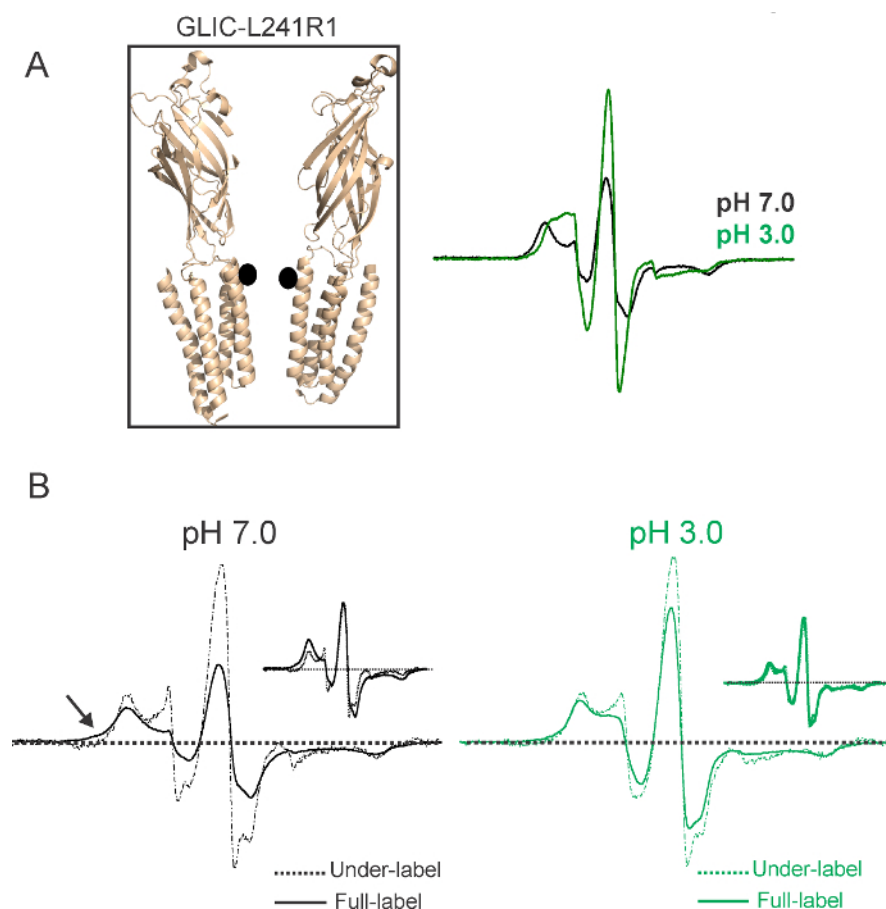 GLIC-L241R1
A
pH 7.0
pH 3.0
B
pH 7.0
pH 3.0
Under-label
Full-label
Under-label
Full-label